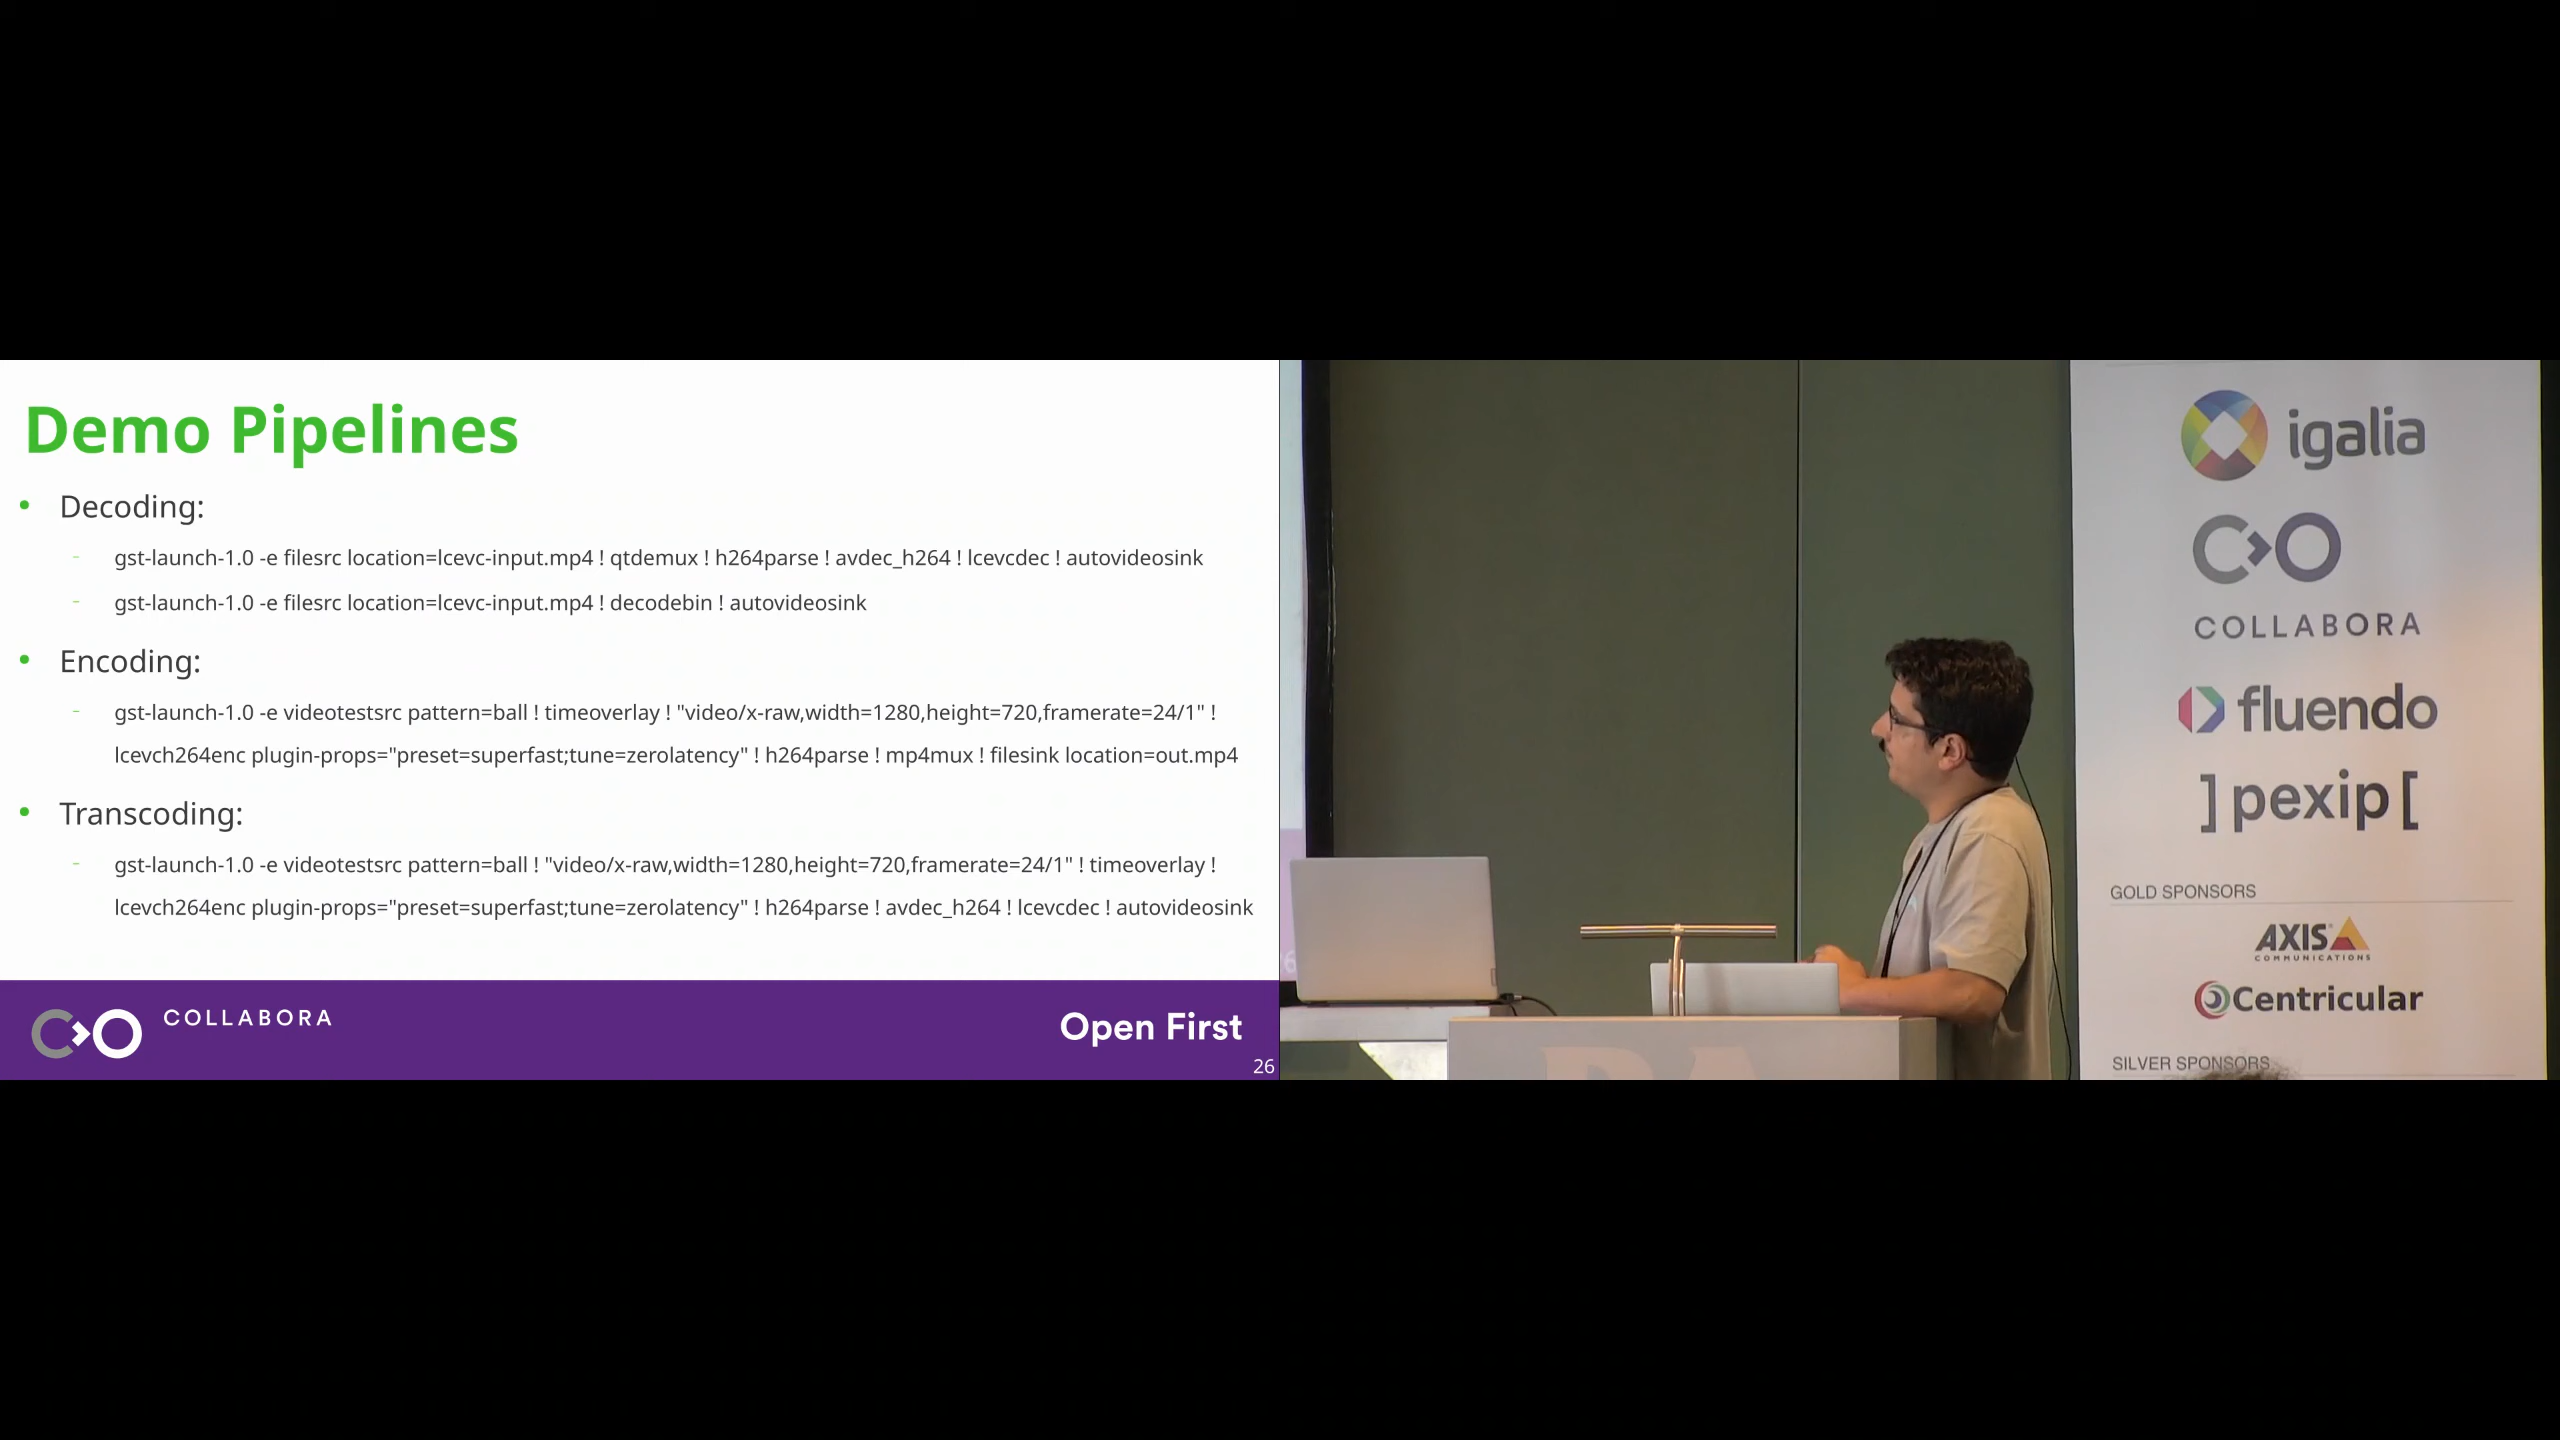 Demo Pipelines
• Decoding:
- gst-launch-1.0 -e filesrc location=lcevc-input.mp4 ! qtdemux ! h264parse ! avdec_h264 ! lcevcdec ! autovideosink
- gst-launch-1.0 -e filesrc location=lcevc-input.mp4 ! decodebin ! autovideosink
• Encoding:
- gst-launch-1.0 -e videotestsrc pattern=ball ! timeoverlay ! "video/x-raw,width=1280,height=720,framerate=24/1" !
lcevch264enc plugin-props="preset=superfast;tune=zerolatency" ! h264parse ! mp4mux ! filesink location=out.mp4
• Transcoding:
- gst-launch-1.0 -e videotestsrc pattern=ball ! "video/x-raw,width=1280,height=720,framerate=24/1" ! timeoverlay !
lcevch264enc plugin-props="preset=superfast;tune=zerolatency" ! h264parse ! avdec_h264 ! lcevcdec ! autovideosink
COLLABORA
Open First
26
igalia
COLLABORA
fluendo
]pexip[
GOLD SPONSORS
AXIS
COMMUNICATIONS
Centricular
SILVER SPONSORS